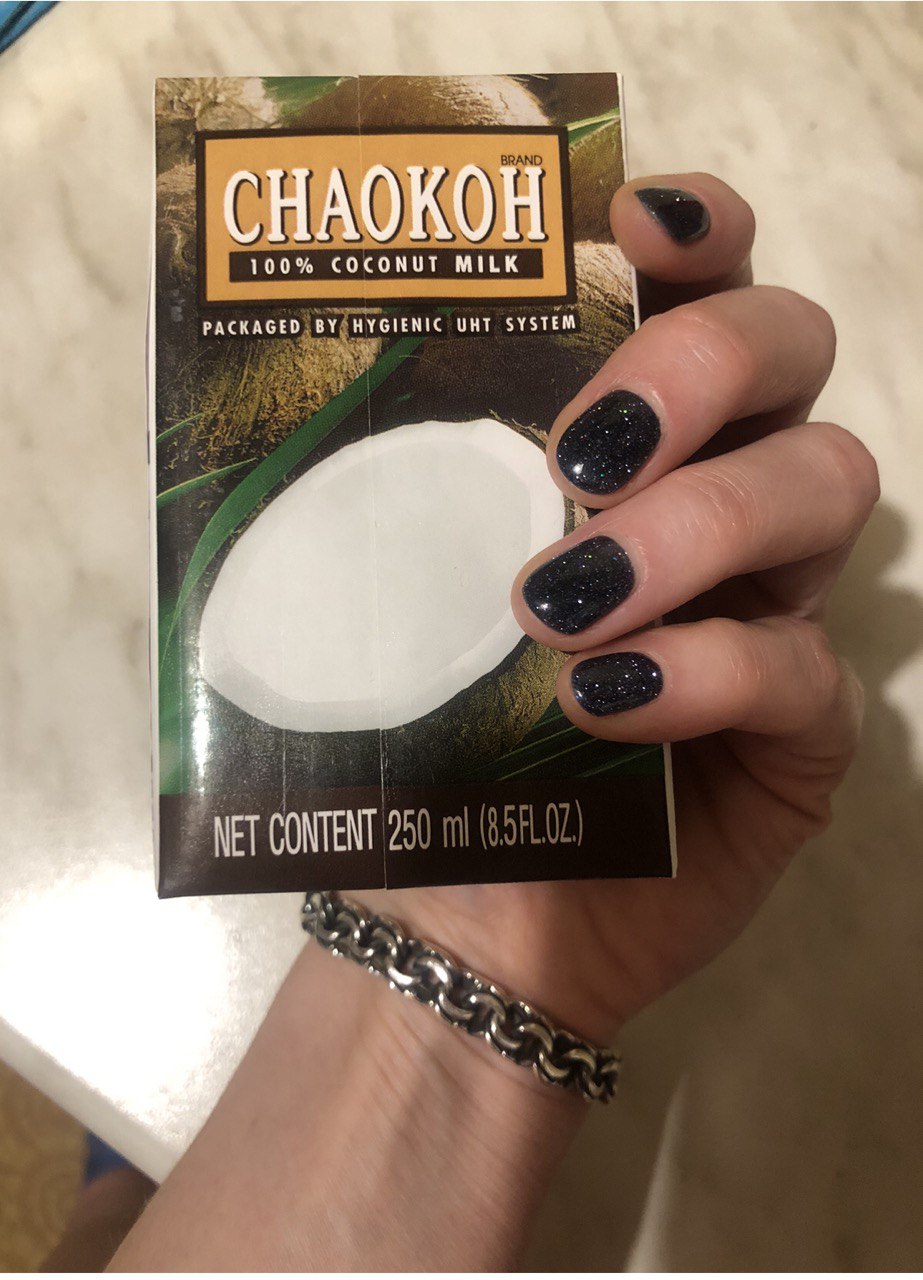 BRAND
CHAOKOH
100% COCONUT MILK
PACKAGED BY HYGIENIC UHT SYSTEM
NET CONTENT 250 ml (8.5FL.OZ.)